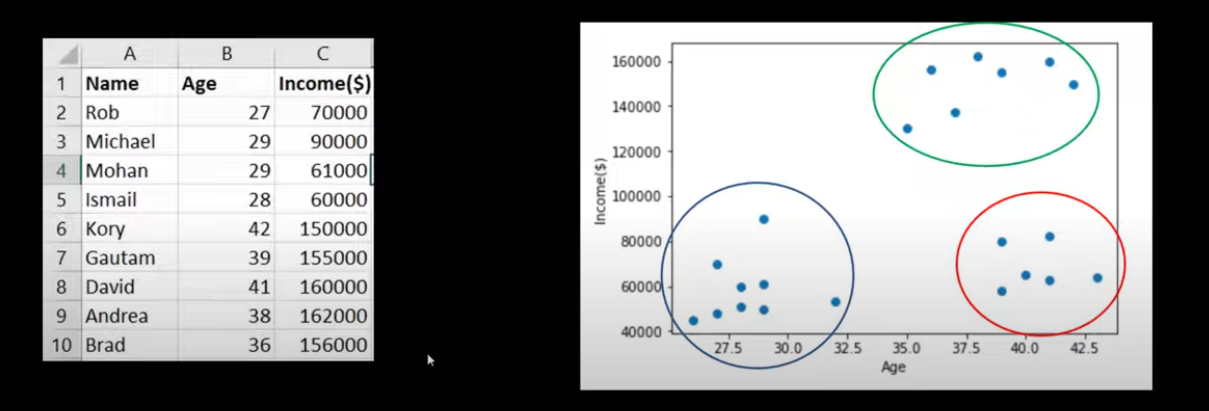 A B C
1 Name Age Income($)
2 Rob 27 70000
3 Michael 29 90000
4 Mohan 29 61000
5 Ismail 28 60000
6 Kory 42 150000
7 Gautam 39 155000
8 David 41 160000
9 Andrea 38 162000
10 Brad 36 156000
160000
140000
120000
100000
80000
60000
40000
Income($)
27.5 30.0 32.5 35.0 37.5 40.0 42.5
Age